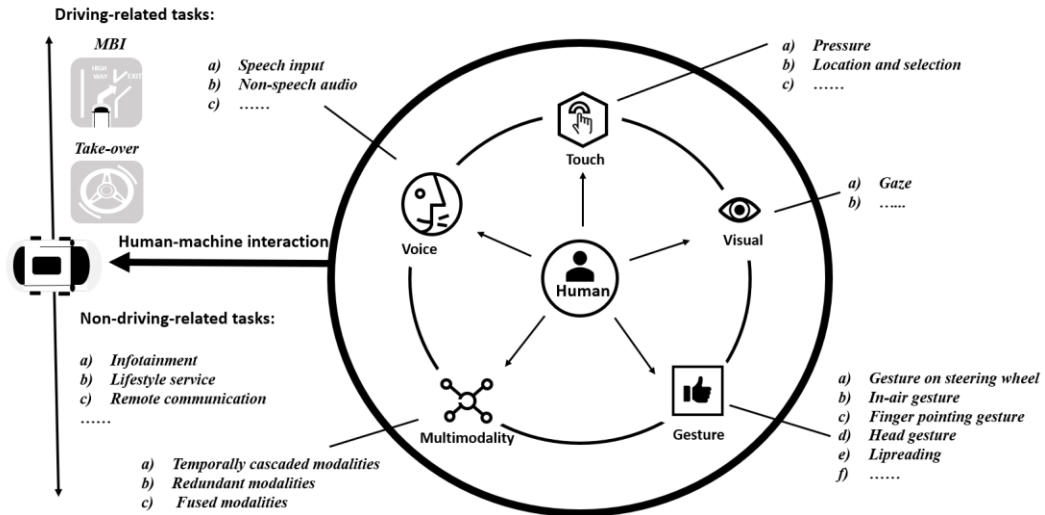 Driving-related tasks:
MBI
HIGH
WAY
EXIT
Take-over
Human-machine interaction
Non-driving-related tasks:
a) Infotainment
b) Lifestyle service
c) Remote communication
……
a) Speech input
b) Non-speech audio
c) ……
Voice
a) Pressure
b) Location and selection
c) ……
Touch
a) Gaze
b) …...
Visual
Human
Multimodality
a) Temporally cascaded modalities
b) Redundant modalities
c) Fused modalities
Gesture
a) Gesture on steering wheel
b) In-air gesture
c) Finger pointing gesture
d) Head gesture
e) Lipreading
f) ……